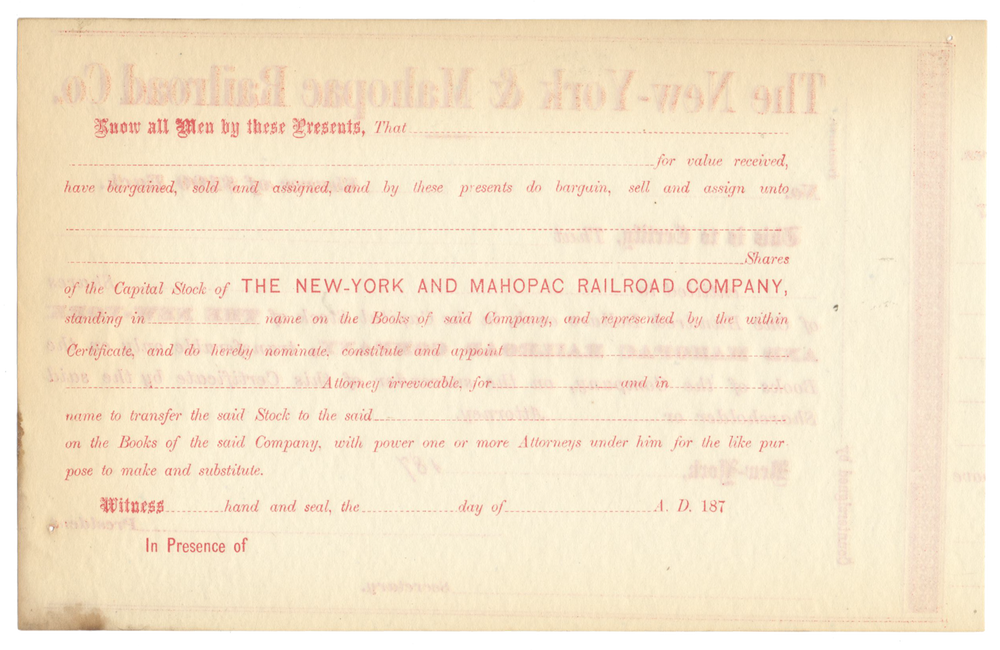 Know all Men by these Presents, That
for value received,
have bargained, sold and assigned, and by these presents do bargain, sell and assign unto
Shares
of the Capital Stock of THE NEW-YORK AND MAHOPAC RAILROAD COMPANY,
standing in name on the Books of said Company, and represented by the within
Certificate, and do hereby nominate, constitute and appoint
Attorney irrevocable, for and in
name to transfer the said Stock to the said
on the Books of the said Company, with power one or more Attorneys under him for the like pur-
pose to make and substitute.
Witness hand and seal, the day of A. D. 187
In Presence of